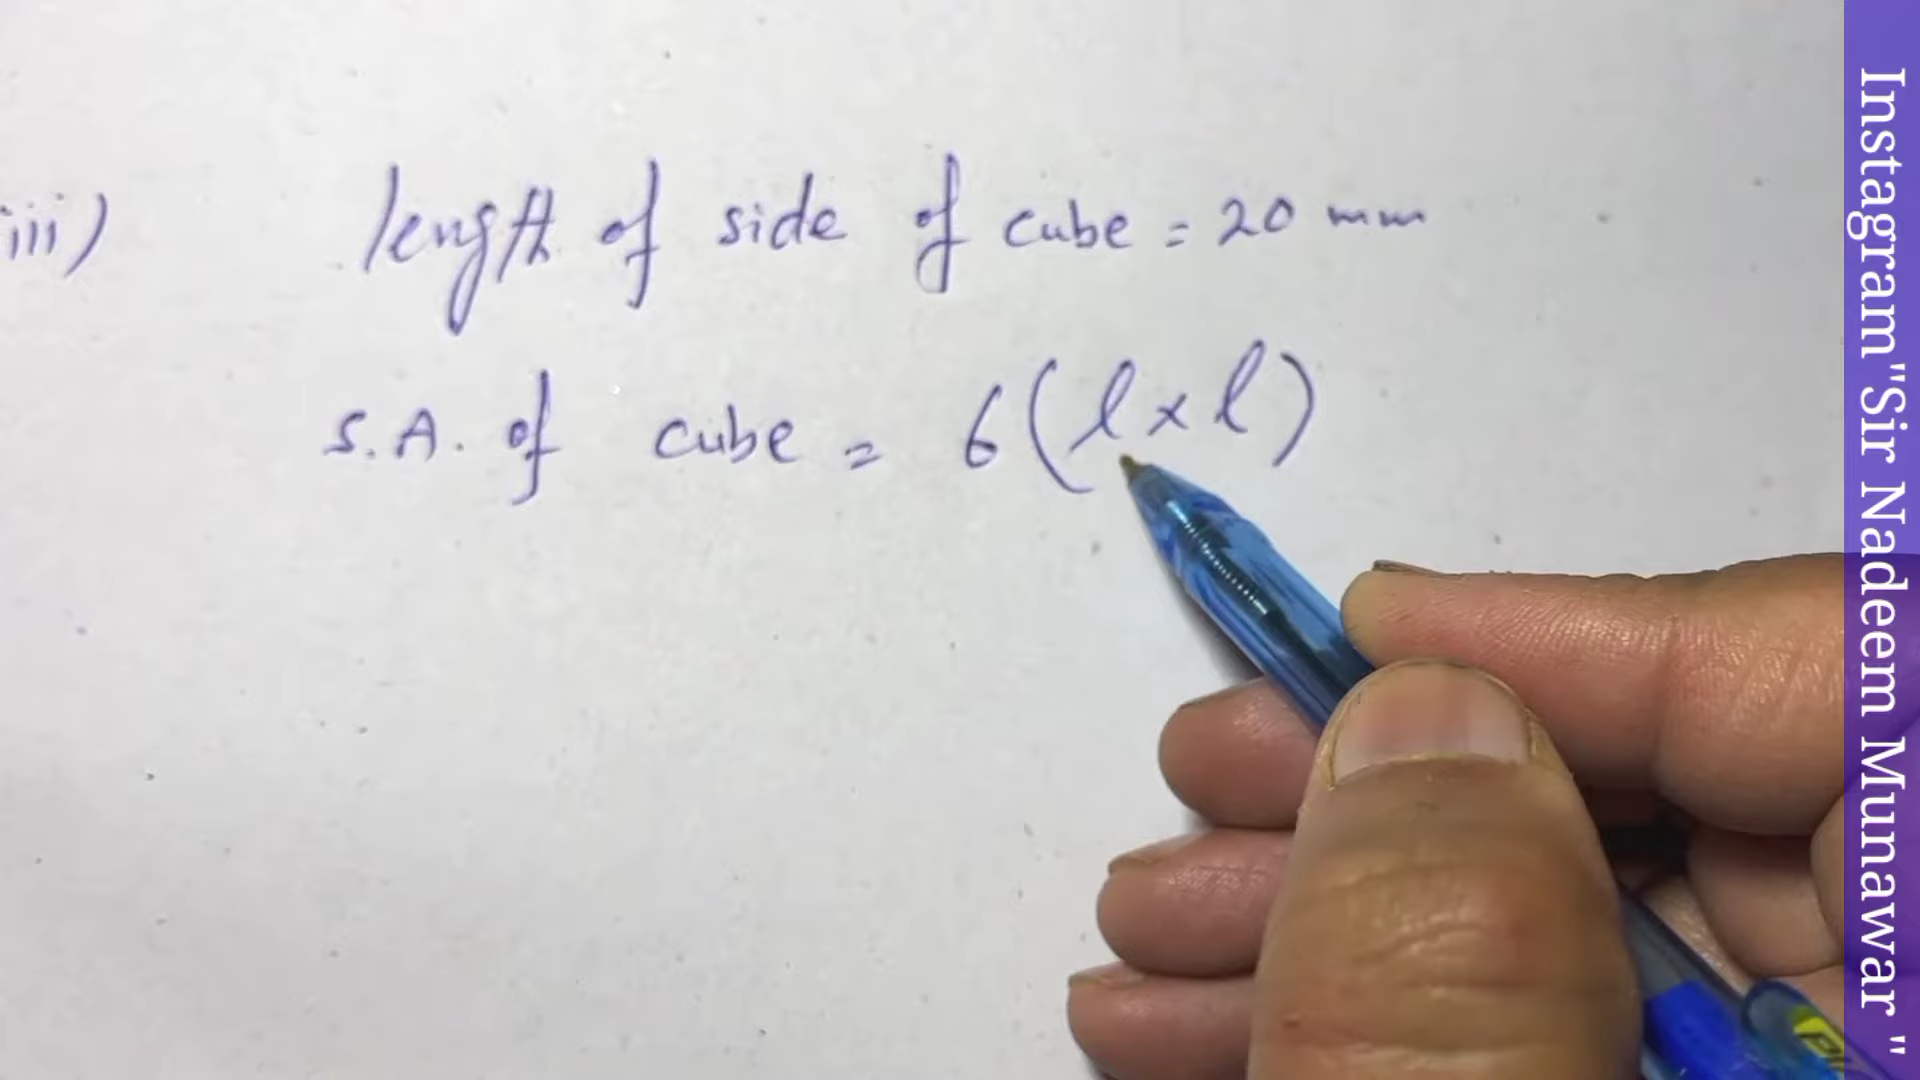 iii) length of side of cube = 20 mm
S.A. of cube = 6 (l x l)
Instagram"Sir Nadeem Munawar "